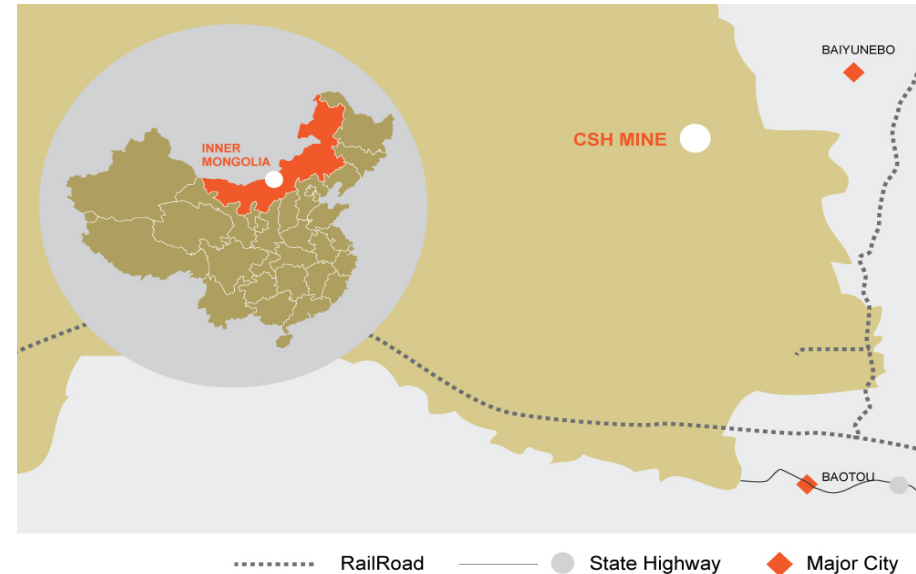 BAIYUNEBO
CSH MINE
INNER
MONGOLIA
BAOTOU
RailRoad
State Highway
Major City